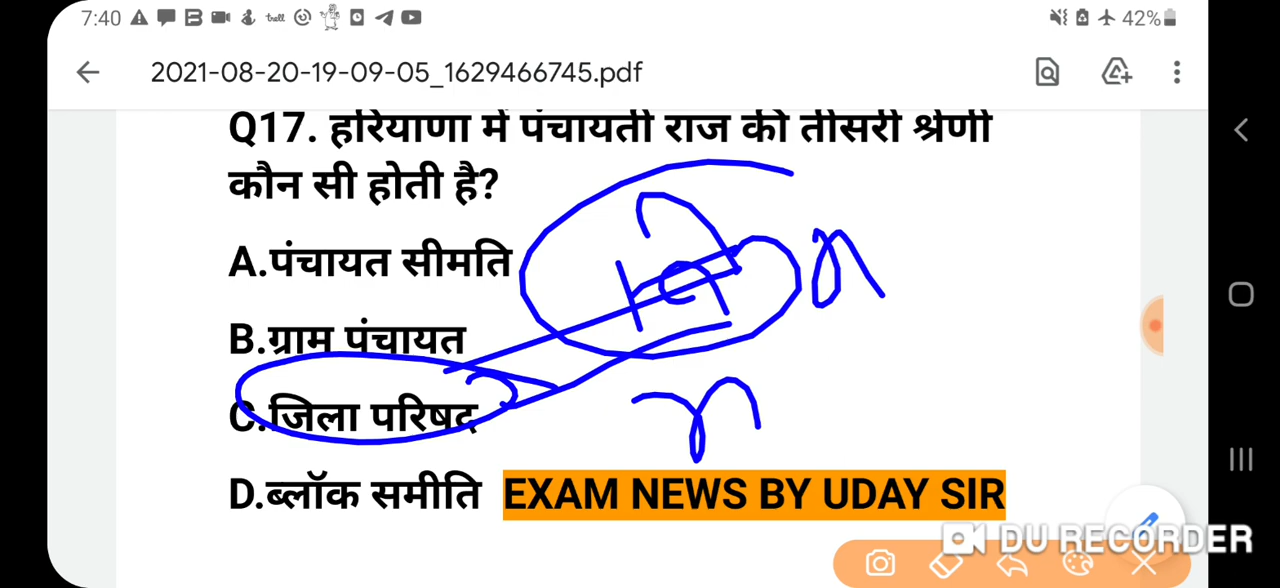 7:40 42%
2021-08-20-19-09-05_1629466745.pdf
Q17. हरियाणा में पंचायती राज की तीसरी श्रेणी
कौन सी होती है?
A.पंचायत सीमति
B.ग्राम पंचायत
C.जिला परिषद
D.ब्लॉक समीति EXAM NEWS BY UDAY SIR
DU RECORDER